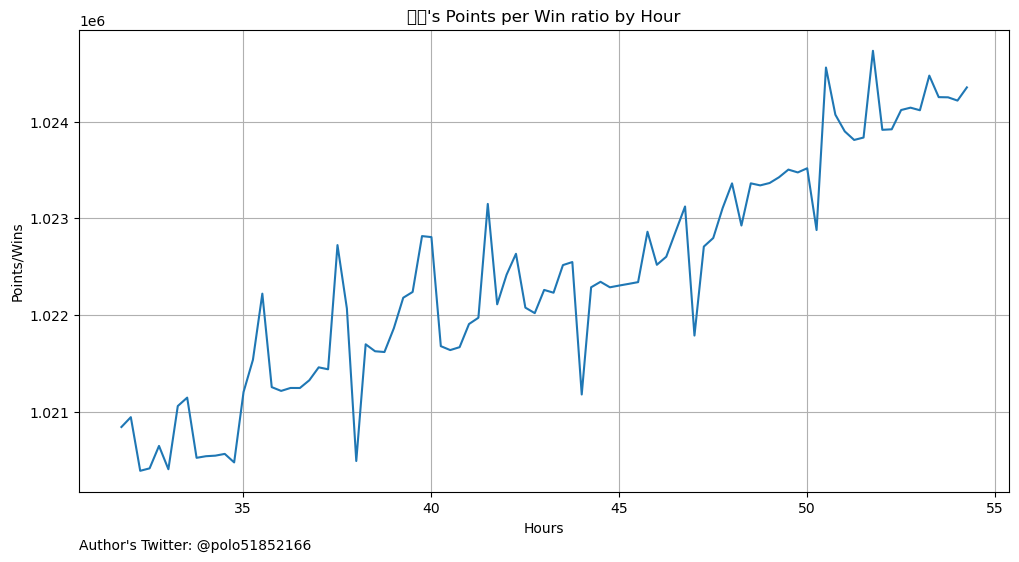 's Points per Win ratio by Hour
1e6
1.024
1.023
1.022
1.021
Points/Wins
35
40
45
50
55
Hours
Author's Twitter: @polo51852166